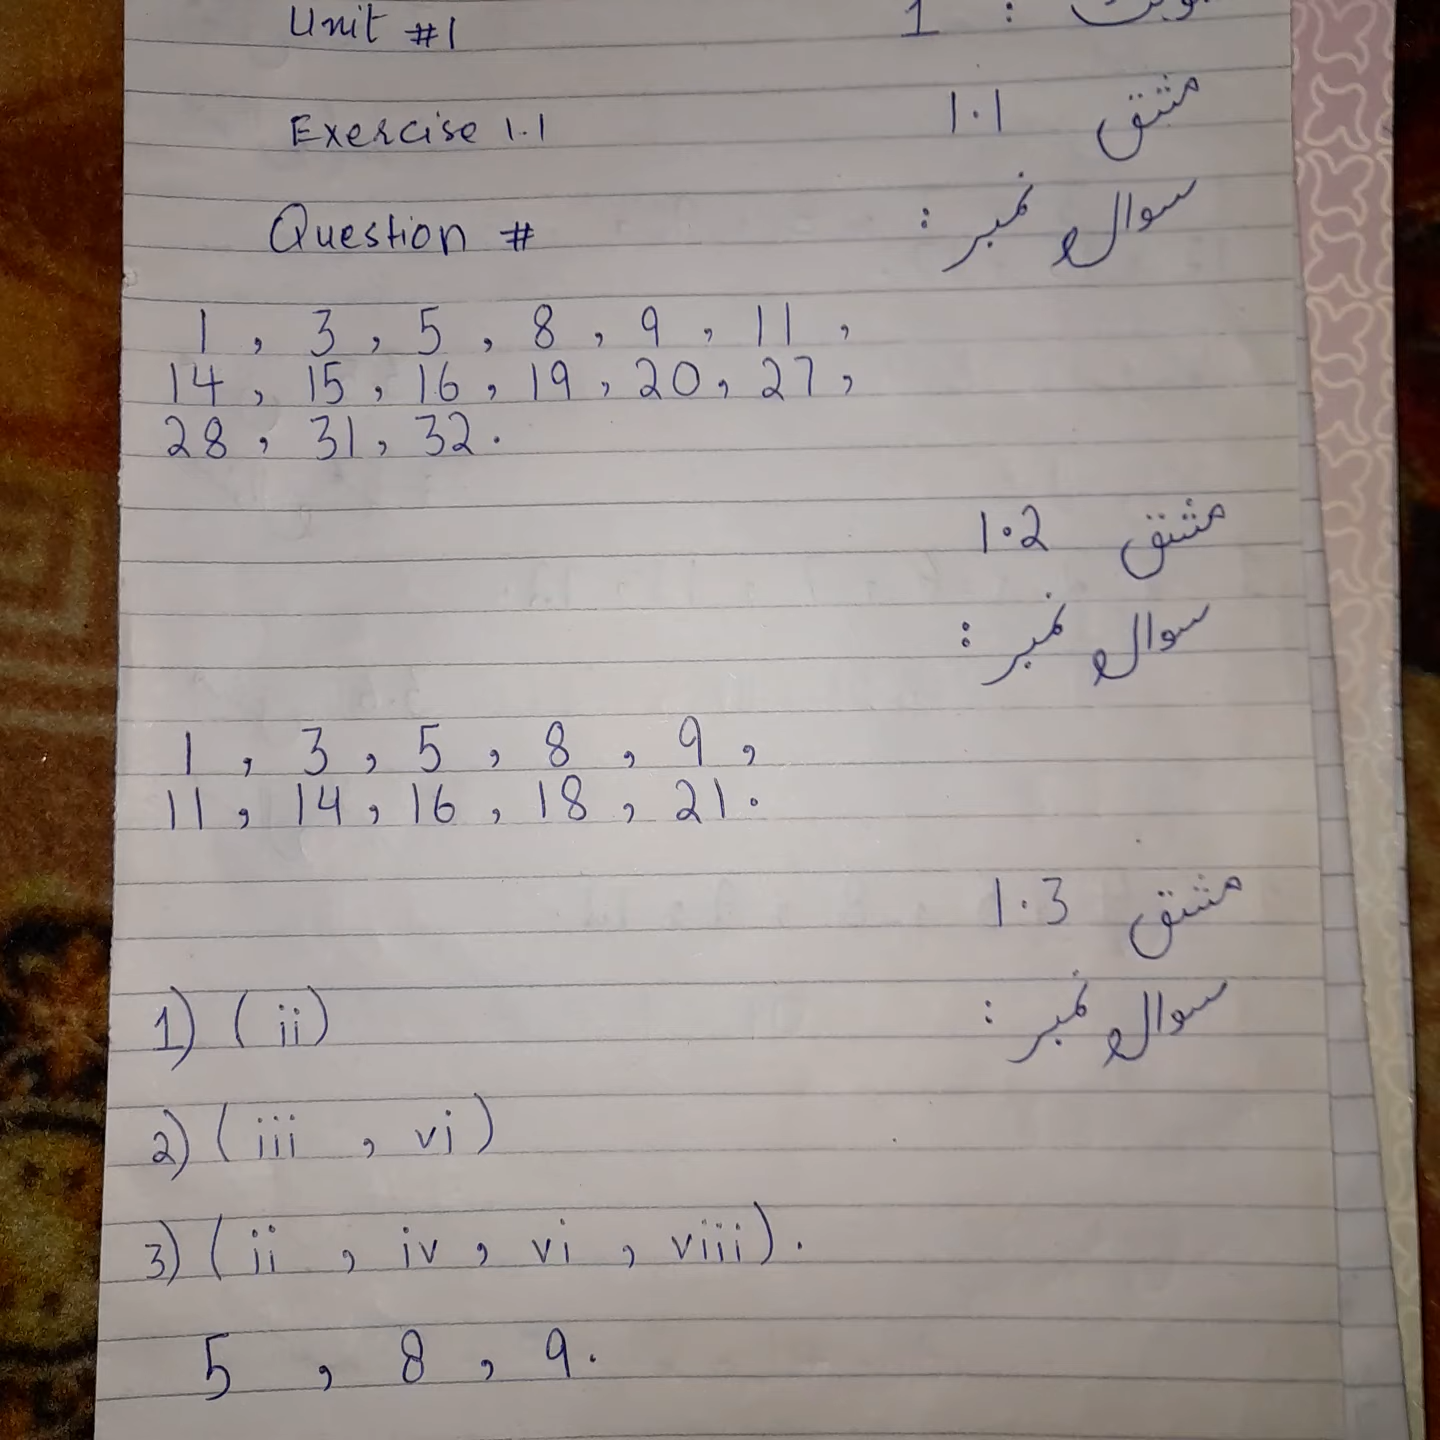 Unit #1 یونٹ : 1
Exercise 1.1 مشق 1.1
Question # سوال نمبر :
1 , 3 , 5 , 8 , 9 , 11 ,
14 , 15 , 16 , 19 , 20 , 27 ,
28 , 31 , 32 .
مشق 1.2
سوال نمبر :
1 , 3 , 5 , 8 , 9 ,
11 , 14 , 16 , 18 , 21 .
مشق 1.3
سوال نمبر :
1) (ii)
2) (iii , vi)
3) (ii , iv , vi , viii) .
5 , 8 , 9 .